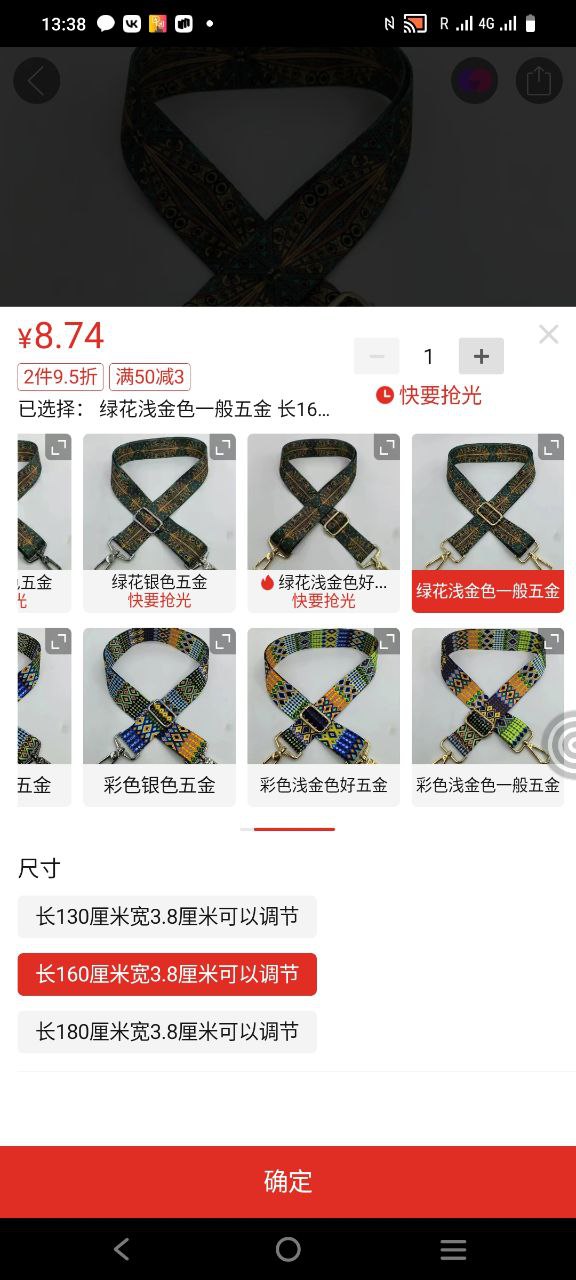 13:38
R 4G
¥8.74
1
2件9.5折 满50减3
快要抢光
已选择： 绿花浅金色一般五金 长16...
五金 绿花银色五金 绿花浅金色好... 绿花浅金色一般五金
光 快要抢光 快要抢光
五金 彩色银色五金 彩色浅金色好五金 彩色浅金色一般五金
尺寸
长130厘米宽3.8厘米可以调节
长160厘米宽3.8厘米可以调节
长180厘米宽3.8厘米可以调节
确定